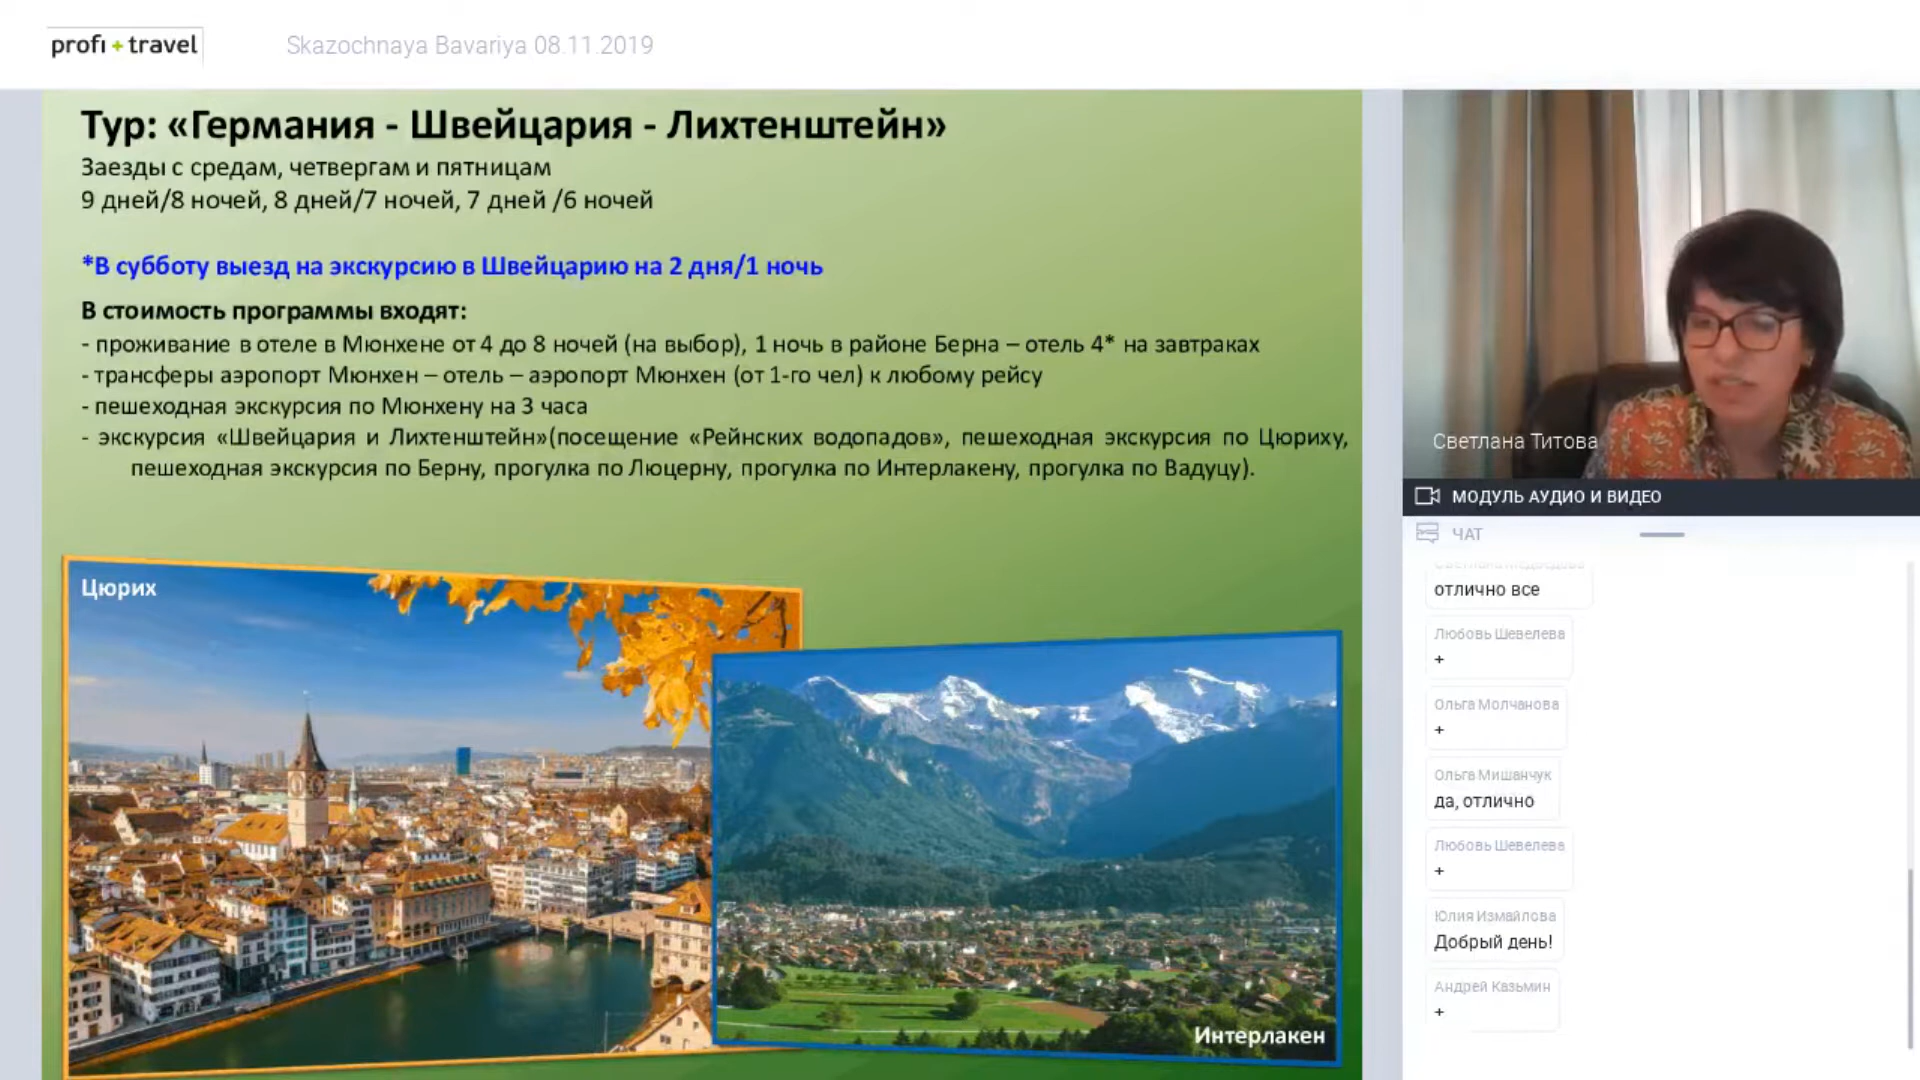 profi + travel
Skazochnaya Bavariya 08.11.2019
Тур: «Германия - Швейцария - Лихтенштейн»
Заезды с средам, четвергам и пятницам
9 дней/8 ночей, 8 дней/7 ночей, 7 дней /6 ночей
*В субботу выезд на экскурсию в Швейцарию на 2 дня/1 ночь
В стоимость программы входят:
- проживание в отеле в Мюнхене от 4 до 8 ночей (на выбор), 1 ночь в районе Берна – отель 4* на завтраках
- трансферы аэропорт Мюнхен – отель – аэропорт Мюнхен (от 1-го чел) к любому рейсу
- пешеходная экскурсия по Мюнхену на 3 часа
- экскурсия «Швейцария и Лихтенштейн»(посещение «Рейнских водопадов», пешеходная экскурсия по Цюриху,
пешеходная экскурсия по Берну, прогулка по Люцерну, прогулка по Интерлакену, прогулка по Вадуцу).
Цюрих
Интерлакен
Светлана Титова
МОДУЛЬ АУДИО И ВИДЕО
ЧАТ
отлично все
Любовь Шевелева
+
Ольга Молчанова
+
Ольга Мишанчук
да, отлично
Любовь Шевелева
+
Юлия Измайлова
Добрый день!
Андрей Казьмин
+